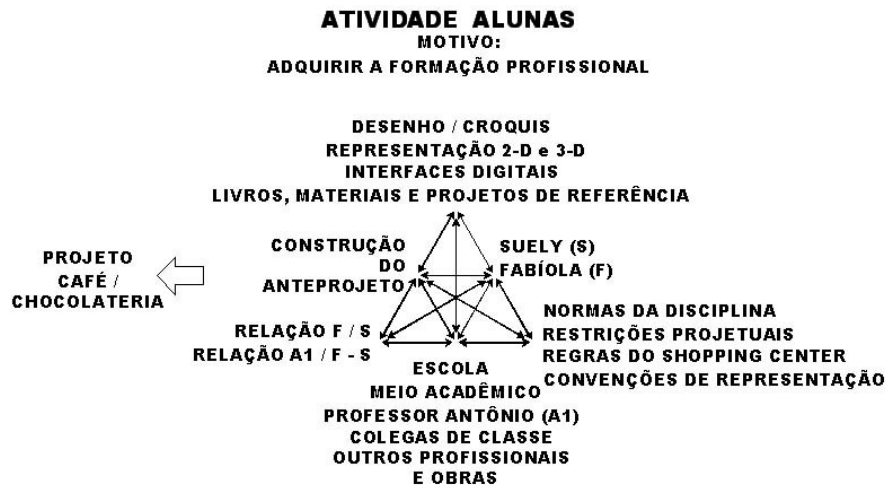 ATIVIDADE ALUNAS
MOTIVO:
ADQUIRIR A FORMAÇÃO PROFISSIONAL
DESENHO / CROQUIS
REPRESENTAÇÃO 2-D e 3-D
INTERFACES DIGITAIS
LIVROS, MATERIAIS E PROJETOS DE REFERÊNCIA
PROJETO
CAFÉ /
CHOCOLATERIA
CONSTRUÇÃO
DO
ANTEPROJETO
SUELY (S)
FABÍOLA (F)
RELAÇÃO F / S
RELAÇÃO A1 / F - S
NORMAS DA DISCIPLINA
RESTRIÇÕES PROJETUAIS
REGRAS DO SHOPPING CENTER
CONVENÇÕES DE REPRESENTAÇÃO
ESCOLA
MEIO ACADÊMICO
PROFESSOR ANTÔNIO (A1)
COLEGAS DE CLASSE
OUTROS PROFISSIONAIS
E OBRAS